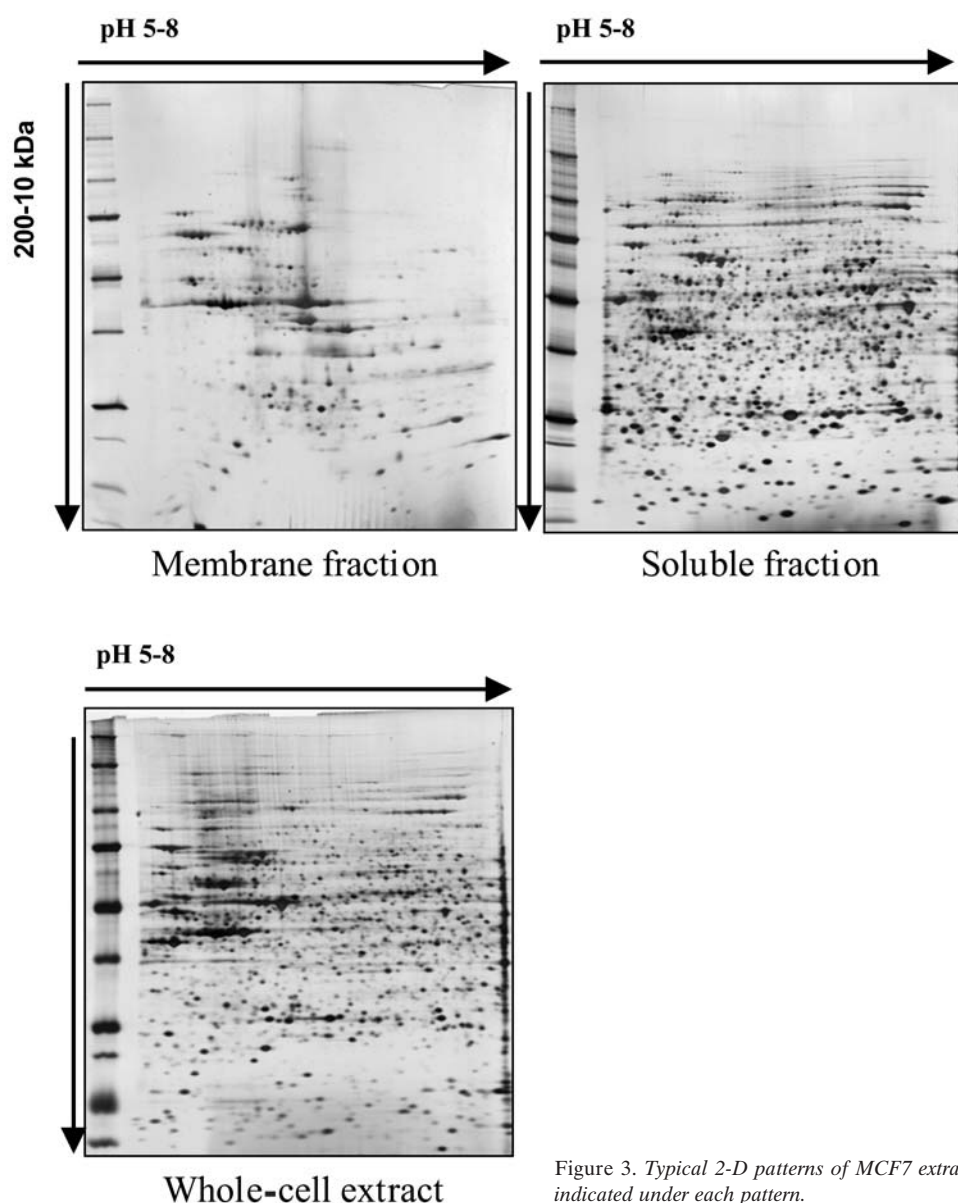 pH 5-8
pH 5-8
200-10 kDa
Membrane fraction
Soluble fraction
pH 5-8
Whole-cell extract
Figure 3. Typical 2-D patterns of MCF7
indicated under each pattern.